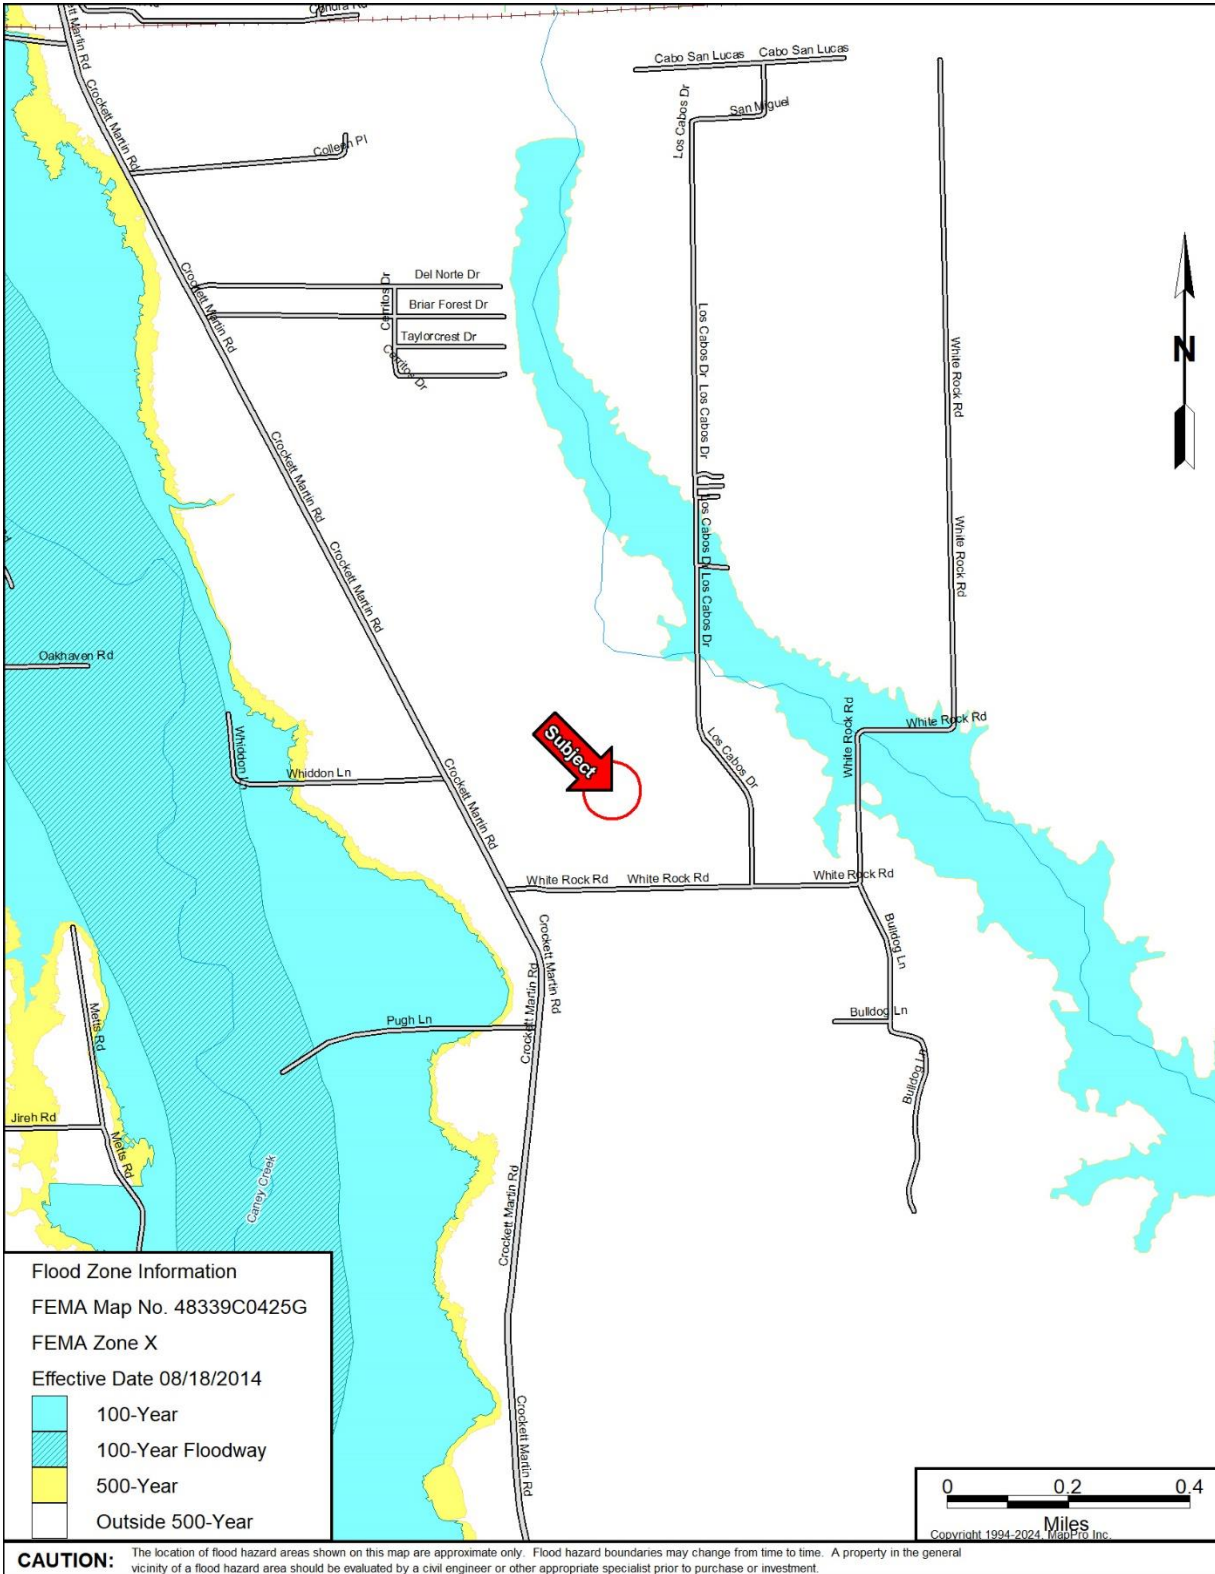 Cabo San Lucas
Cabo San Lucas
San Miguel
Los Cabos Dr
Crockett Martin Rd
Colleen Pl
Crockett Martin Rd
Del Norte Dr
Cerritos Dr
Briar Forest Dr
Taylorcrest Dr
Cerritos Dr
Los Cabos Dr
Los Cabos Dr
White Rock Rd
N
Crockett Martin Rd
Crockett Martin Rd
Los Cabos Dr
Los Cabos Dr
White Rock Rd
Oakhaven Rd
Whiddon
Whiddon Ln
Crockett Martin Rd
Subject
Los Cabos Dr
White Rock Rd
White Rock Rd
White Rock Rd
White Rock Rd
White Rock Rd
Crockett Martin Rd
Crockett Martin Rd
Bulldog Ln
Bulldog Ln
Bulldog Ln
Pugh Ln
Metts Rd
Jireh Rd
Metts Rd
Caney Creek
Crockett Martin Rd
Crockett Martin Rd
Flood Zone Information
FEMA Map No. 48339C0425G
FEMA Zone X
Effective Date 08/18/2014
100-Year
100-Year Floodway
500-Year
Outside 500-Year
0 0.2 0.4
Miles
Copyright 1994-2024, MapPro Inc.
CAUTION: The location of flood hazard areas shown on this map are approximate only. Flood hazard boundaries may change from time to time. A property in the general
vicinity of a flood hazard area should be evaluated by a civil engineer or other appropriate specialist prior to purchase or investment.